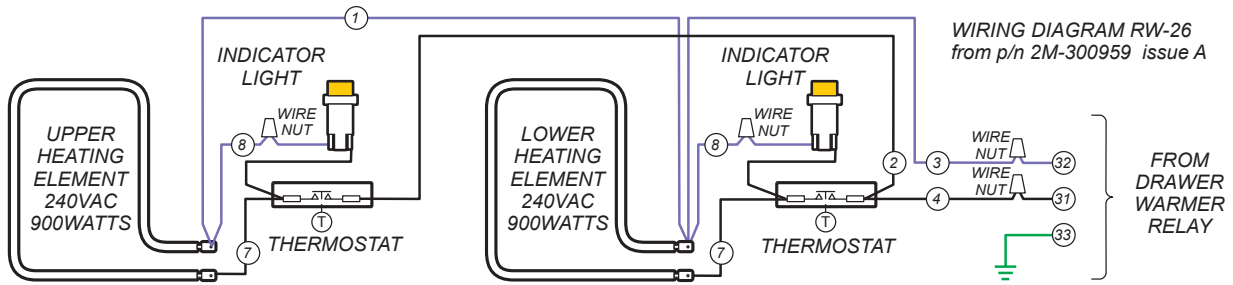 1
WIRING DIAGRAM RW-26
from p/n 2M-300959 issue A
INDICATOR
LIGHT
WIRE
NUT
8
UPPER
HEATING
ELEMENT
240VAC
900WATTS
T
THERMOSTAT
7
INDICATOR
LIGHT
WIRE
NUT
8
LOWER
HEATING
ELEMENT
240VAC
900WATTS
T
THERMOSTAT
7
2
3
WIRE
NUT
32
4
WIRE
NUT
31
33
FROM
DRAWER
WARMER
RELAY